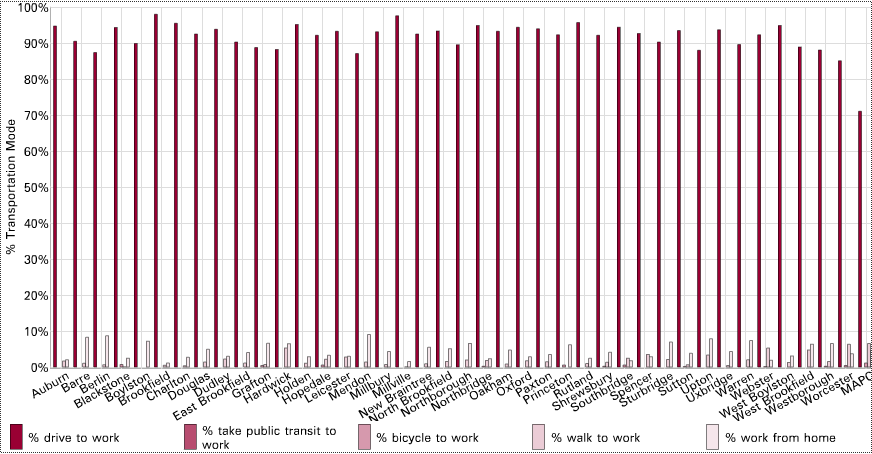 100%
90%
80%
70%
60%
50%
40%
30%
20%
10%
0%
% Transportation Mode
Auburn
Barre
Berlin
Blackstone
Boylston
Brookfield
Charlton
Douglas
Dudley
East Brookfield
Grafton
Hardwick
Holden
Hopedale
Leicester
Mendon
Millbury
Millville
New Braintree
North Brookfield
Northborough
Northbridge
Oakham
Oxford
Paxton
Princeton
Rutland
Shrewsbury
Southbridge
Spencer
Sturbridge
Sutton
Upton
Uxbridge
Warren
Webster
West Boylston
West Brookfield
Westborough
Worcester
MAPC
% drive to work
% take public transit to
work
% bicycle to work
% walk to work
% work from home